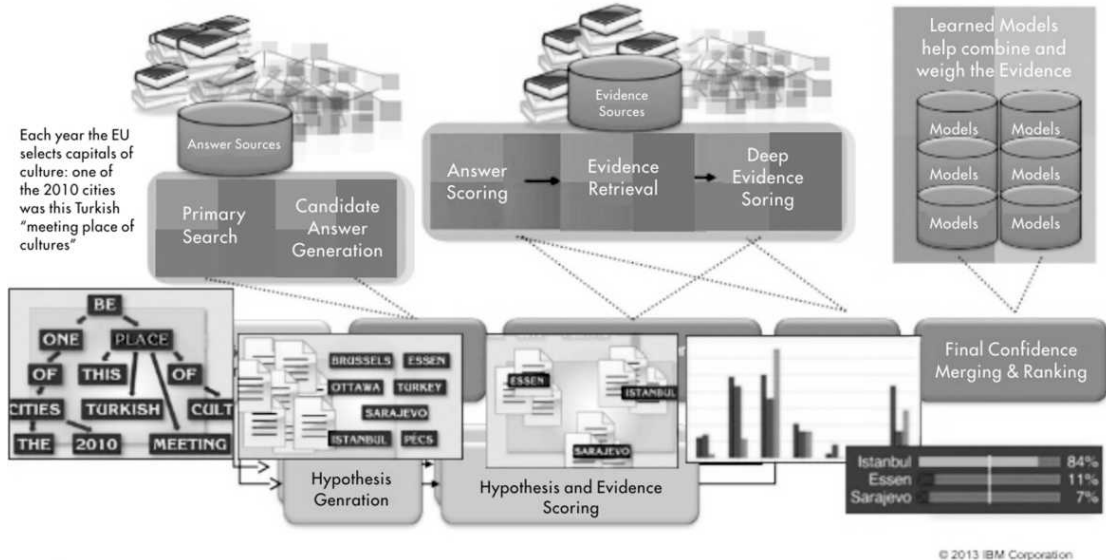 Each year the EU
selects capitals of
culture: one of
the 2010 cities
was this Turkish
“meeting place of
cultures”
Answer Sources
Primary
Search
Candidate
Answer
Generation
Evidence
Sources
Answer
Scoring
Evidence
Retrieval
Deep
Evidence
Soring
Learned Models
help combine and
weigh the Evidence
Models
Models
Models
Models
Models
Models
BE
ONE
PLACE
OF
THIS
OF
CITIES
TURKISH
CULT
THE
2010
MEETING
BRUSSELS
ESSEN
OTTAWA
TURKEY
SARAJEVO
ISTANBUL
PÉCS
ESSEN
ISTANBUL
SARAJEVO
Final Confidence
Merging & Ranking
Istanbul 84%
Essen 11%
Sarajevo 7%
Hypothesis
Genration
Hypothesis and Evidence
Scoring
© 2013 IBM Corporation